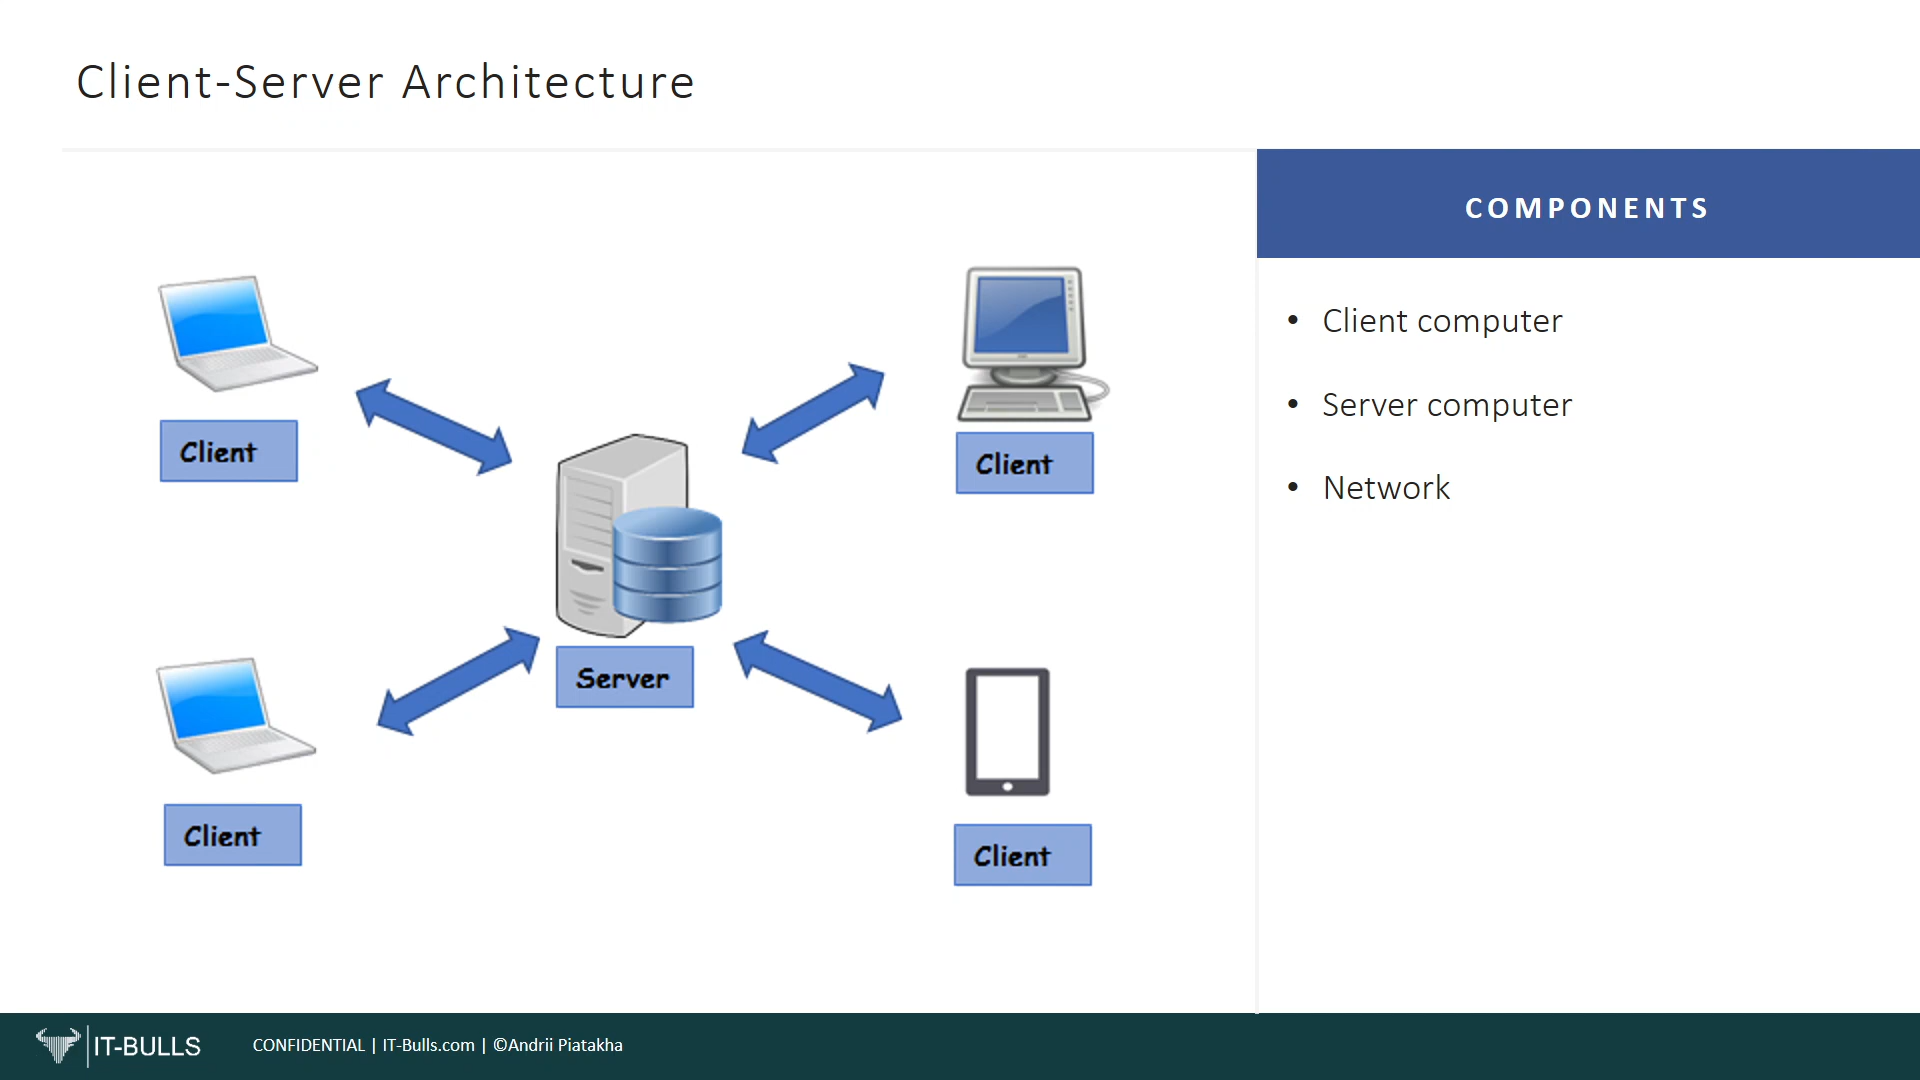 Client-Server Architecture
COMPONENTS
• Client computer
• Server computer
• Network
Client
Client
Server
Client
Client
IT-BULLS
CONFIDENTIAL | IT-Bulls.com | ©Andrii Piatakha